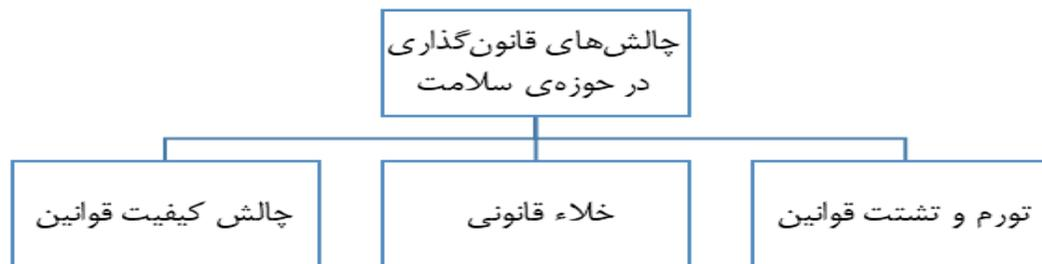 چالش‌های قانون‌گذاری
در حوزه‌ی سلامت
تورم و تشتت قوانین
خلاء قانونی
چالش کیفیت قوانین